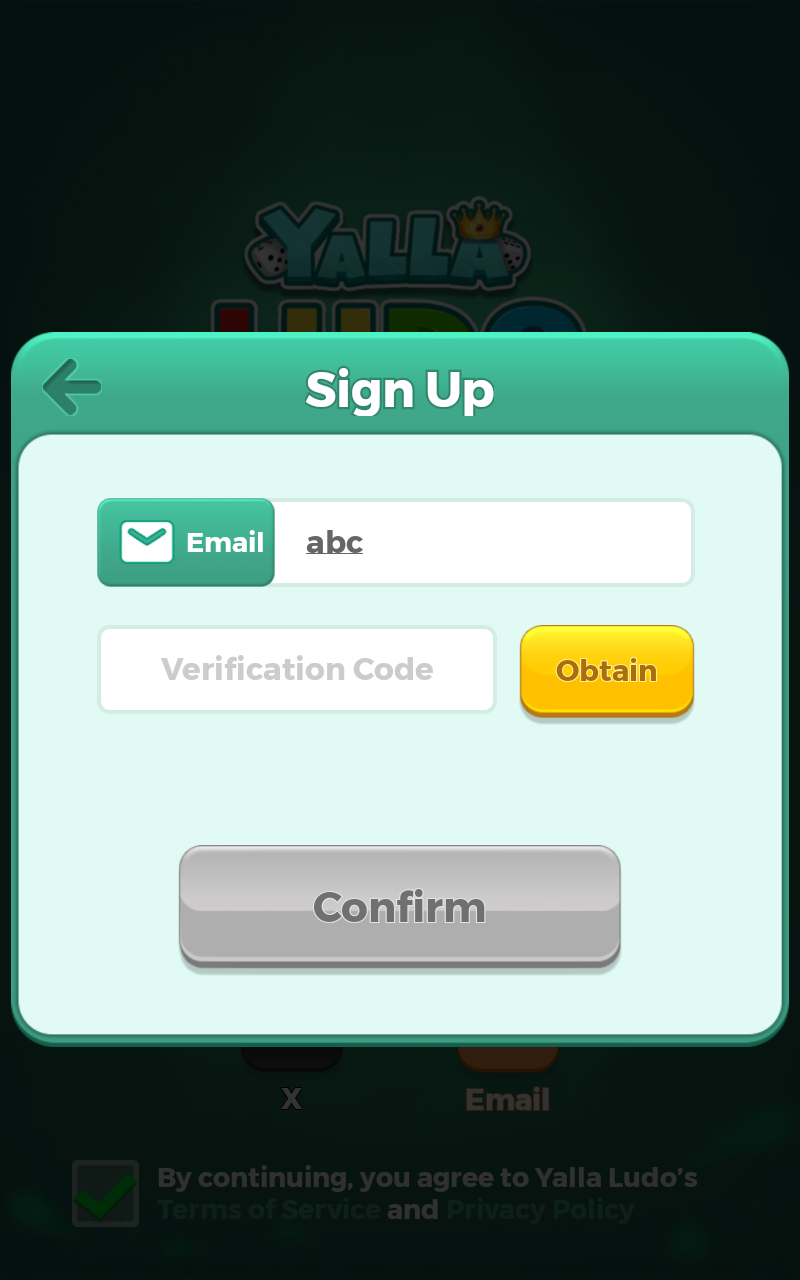 YALLA
LUDO
Sign Up
Email
abc
Verification Code
Obtain
Confirm
X
Email
By continuing, you agree to Yalla Ludo's
Terms of Service and Privacy Policy